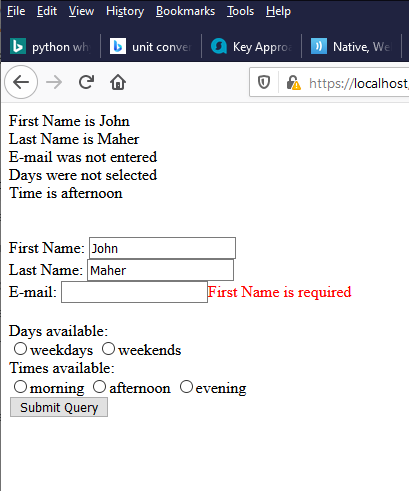 File Edit View History Bookmarks Tools Help
python wh unit conver Key Approa Native, We
https://localhost,
First Name is John
Last Name is Maher
E-mail was not entered
Days were not selected
Time is afternoon
First Name: John
Last Name: Maher
E-mail: First Name is required
Days available:
weekdays weekends
Times available:
morning afternoon evening
Submit Query